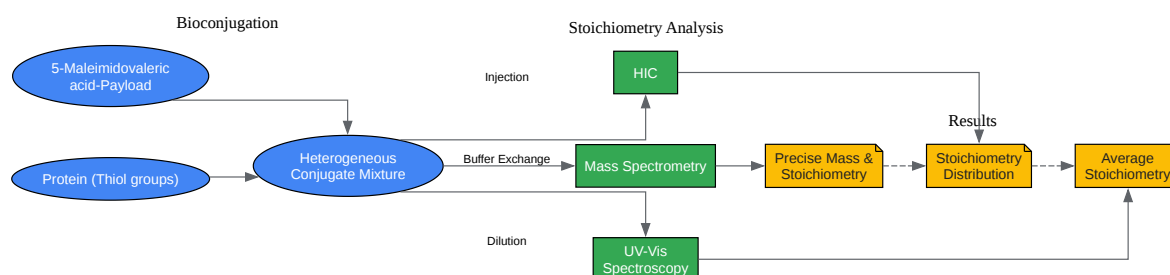 Bioconjugation
Stoichiometry Analysis
5-Maleimidovaleric
acid-Payload
Injection
HIC
Results
Heterogeneous
Conjugate Mixture
Buffer Exchange
Mass Spectrometry
Precise Mass &
Stoichiometry
Stoichiometry
Distribution
Average
Stoichiometry
Protein (Thiol groups)
Dilution
UV-Vis
Spectroscopy